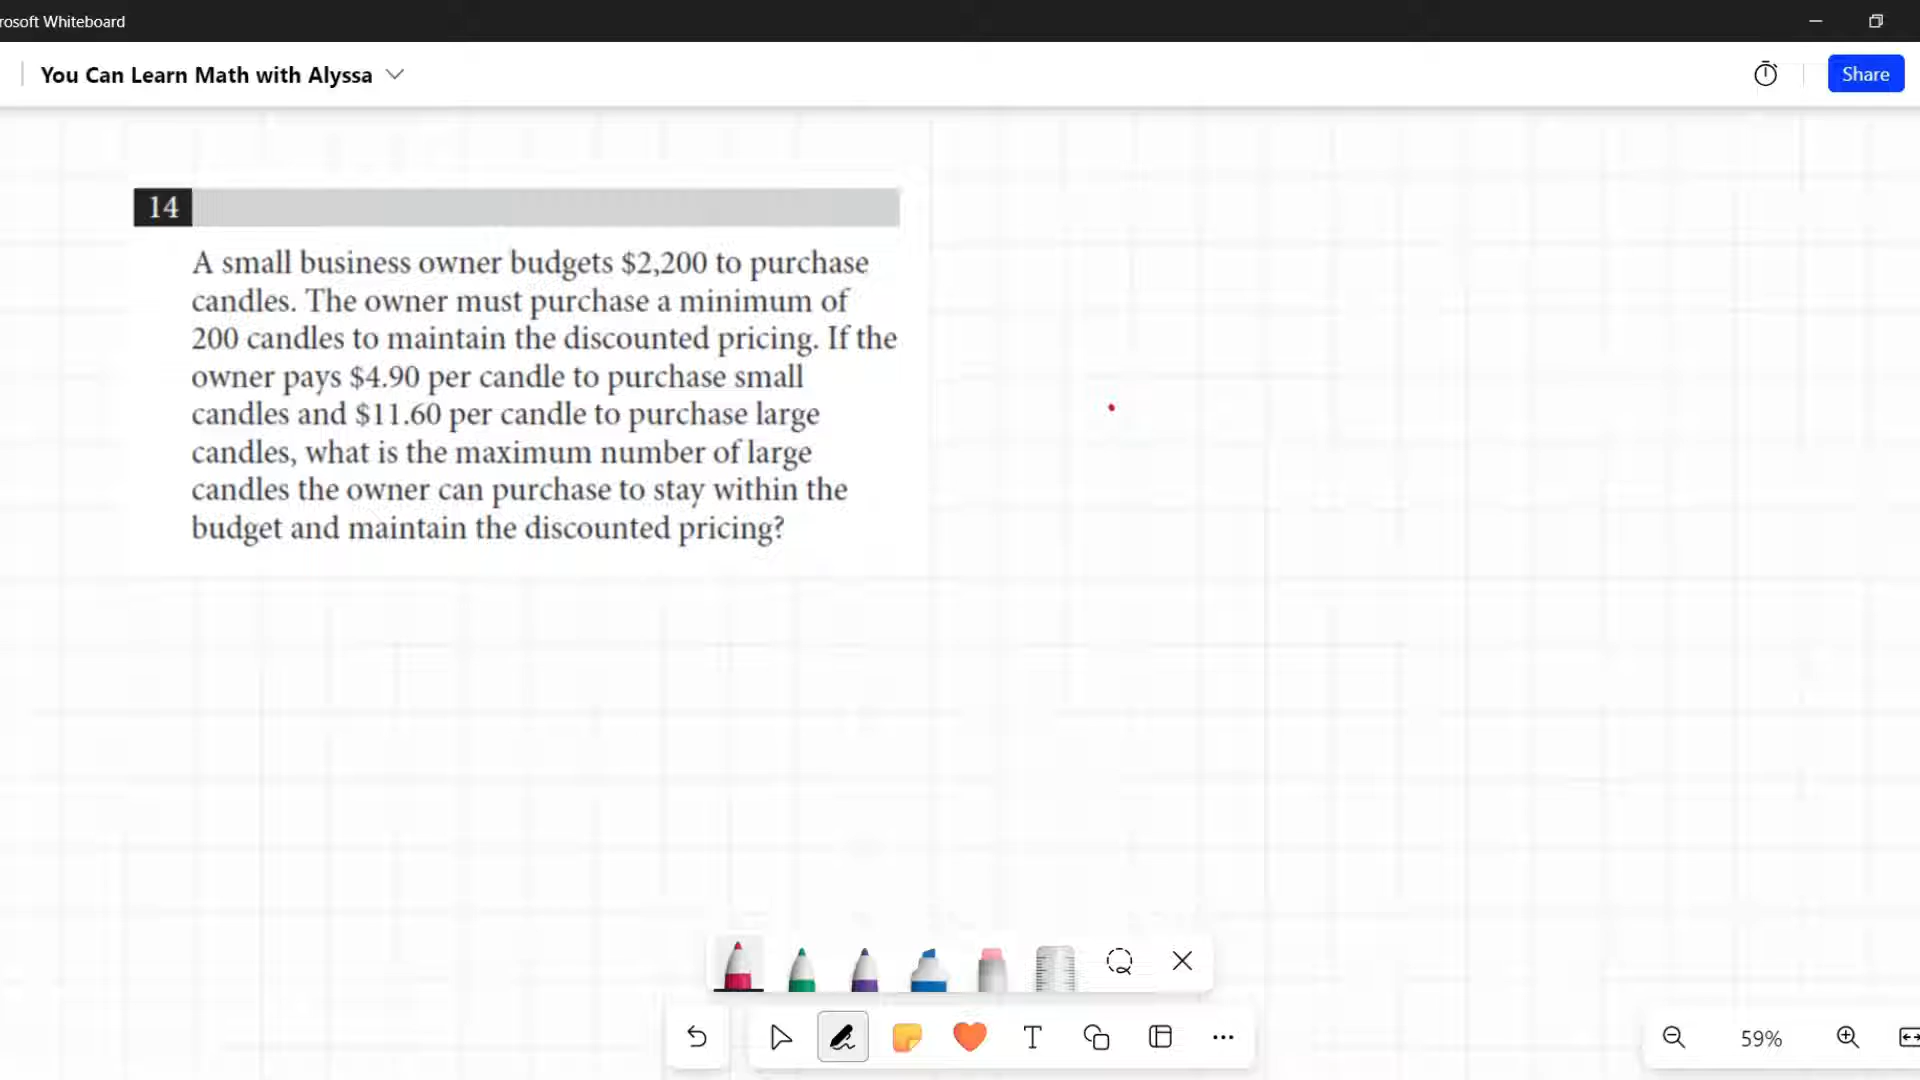 rosoft Whiteboard
You Can Learn Math with Alyssa
Share
14
A small business owner budgets $2,200 to purchase
candles. The owner must purchase a minimum of
200 candles to maintain the discounted pricing. If the
owner pays $4.90 per candle to purchase small
candles and $11.60 per candle to purchase large
candles, what is the maximum number of large
candles the owner can purchase to stay within the
budget and maintain the discounted pricing?
59%